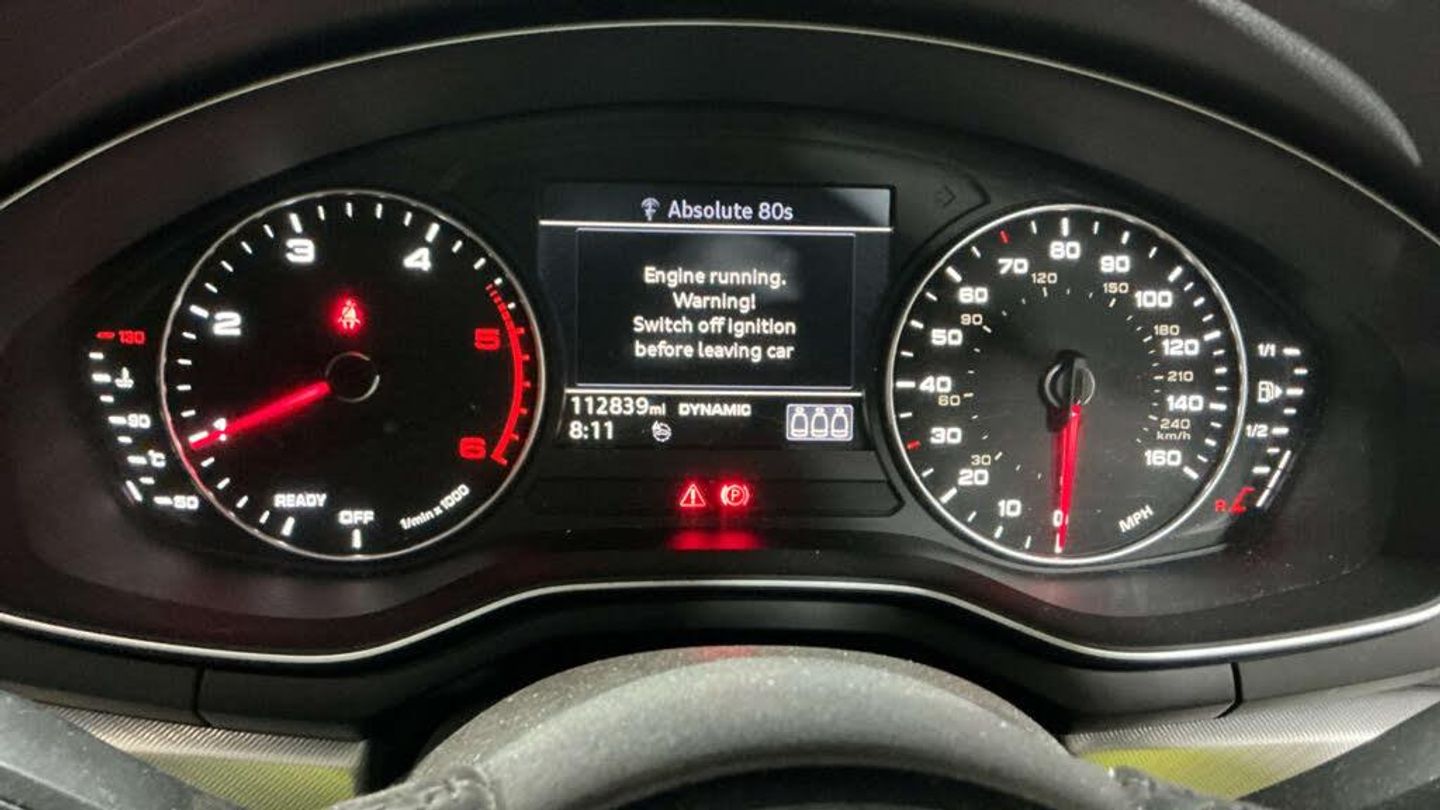 Absolute 80s
Engine running.
Warning!
Switch off ignition
before leaving car
112839mi DYNAMIC
8:11
130
90
°C
50
1
2
3
4
5
6
READY
OFF
1/min x 1000
0
10
20
30
40
50
60
70
80
90
100
120
140
160
MPH
30
60
90
120
150
180
210
240
km/h
1/1
1/2
R
P